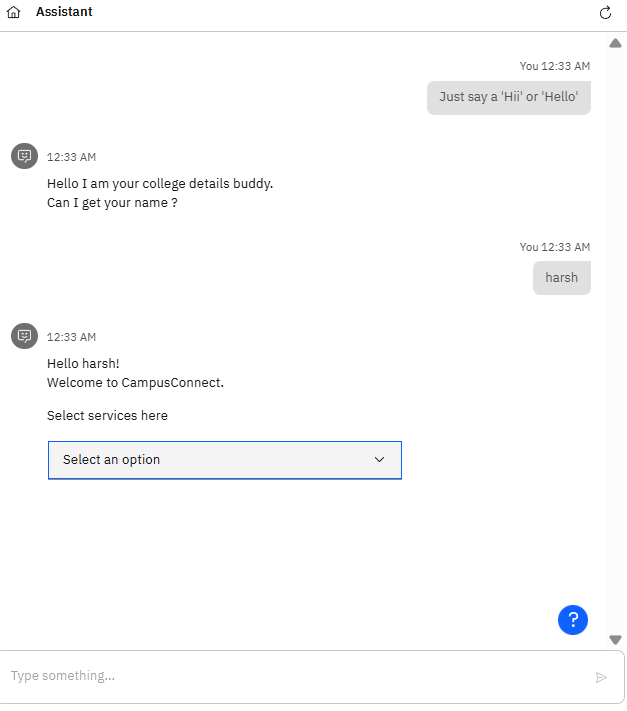 Assistant
You 12:33 AM
Just say a 'Hii' or 'Hello'
12:33 AM
Hello I am your college details buddy.
Can I get your name ?
You 12:33 AM
harsh
12:33 AM
Hello harsh!
Welcome to CampusConnect.
Select services here
Select an option
?
Type something...